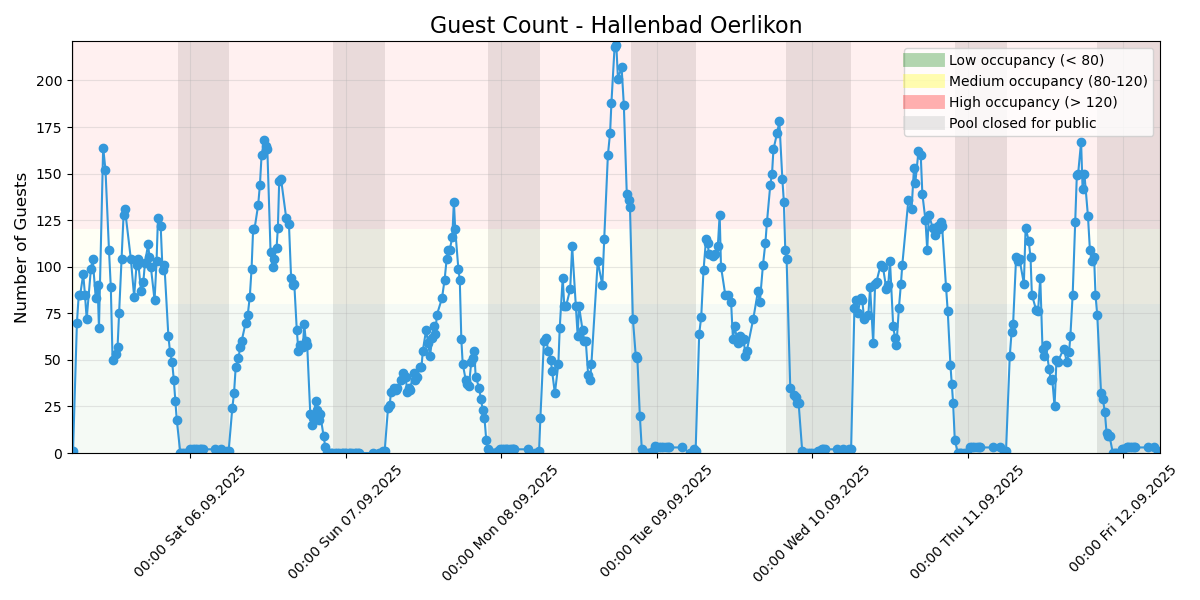 Guest Count - Hallenbad Oerlikon
Low occupancy (< 80)
Medium occupancy (80-120)
High occupancy (> 120)
Pool closed for public
Number of Guests
200
175
150
125
100
75
50
25
0
00:00 Sat 06.09.2025
00:00 Sun 07.09.2025
00:00 Mon 08.09.2025
00:00 Tue 09.09.2025
00:00 Wed 10.09.2025
00:00 Thu 11.09.2025
00:00 Fri 12.09.2025